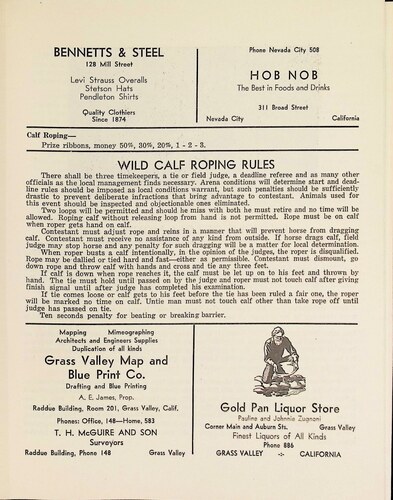 BENNETTS & STEEL
128 Mill Street
Levi Strauss Overalls
Stetson Hats
Pendleton Shirts
Quality Clothiers
Since 1874
Phone Nevada City 508
HOB NOB
The Best in Foods and Drinks
311 Broad Street
Nevada City California
Calf Roping—
Prize ribbons, money 50%, 30%, 20%, 1 - 2 - 3.
WILD CALF ROPING RULES
There shall be three timekeepers, a tie or field judge, a deadline referee and as many other
officials as the local management finds necessary. Arena conditions will determine start and dead-
line rules should be imposed as local conditions warrant, but such penalties should be sufficiently
drastic to prevent deliberate infractions that bring advantage to contestant. Animals used for
this event should be inspected and objectionable ones eliminated.
Two loops will be permitted and should he miss with both he must retire and no time will be
allowed. Roping calf without releasing loop from hand is not permitted. Rope must be on calf
when roper gets hand on calf.
Contestant must adjust rope and reins in a manner that will prevent horse from dragging
calf. Contestant must receive no assistance of any kind from outside. If horse drags calf, field
judge may stop horse and any penalty for such dragging will be a matter for local determination.
When roper busts a calf intentionally, in the opinion of the judges, the roper is disqualified.
Rope may be dallied or tied hard and fast—either as permissible. Contestant must dismount, go
down rope and throw calf with hands and cross and tie any three feet.
If calf is down when rope reaches it, the calf must be let up on to his feet and thrown by
hand. The tie must hold until passed on by the judge and roper must not touch calf after giving
finish signal until after judge has completed his examination.
If the tie comes loose or calf gets to his feet before the tie has been ruled a fair one, the roper
will be marked no time on calf. Untie man must not touch calf other than take rope off until
judge has passed on tie.
Ten seconds penalty for beating or breaking barrier.
Mapping Mimeographing
Architects and Engineers Supplies
Duplication of all kinds
Grass Valley Map and
Blue Print Co.
Drafting and Blue Printing
A. E. James, Prop.
Raddue Building, Room 201, Grass Valley, Calif.
Phones: Office, 148—Home, 583
T. H. McGUIRE AND SON
Surveyors
Raddue Building, Phone 148 Grass Valley
Gold Pan Liquor Store
Pauline and Johnnie Zugnoni
Corner Main and Auburn Sts. Grass Valley
Finest Liquors of All Kinds
Phone 886
GRASS VALLEY -:- CALIFORNIA